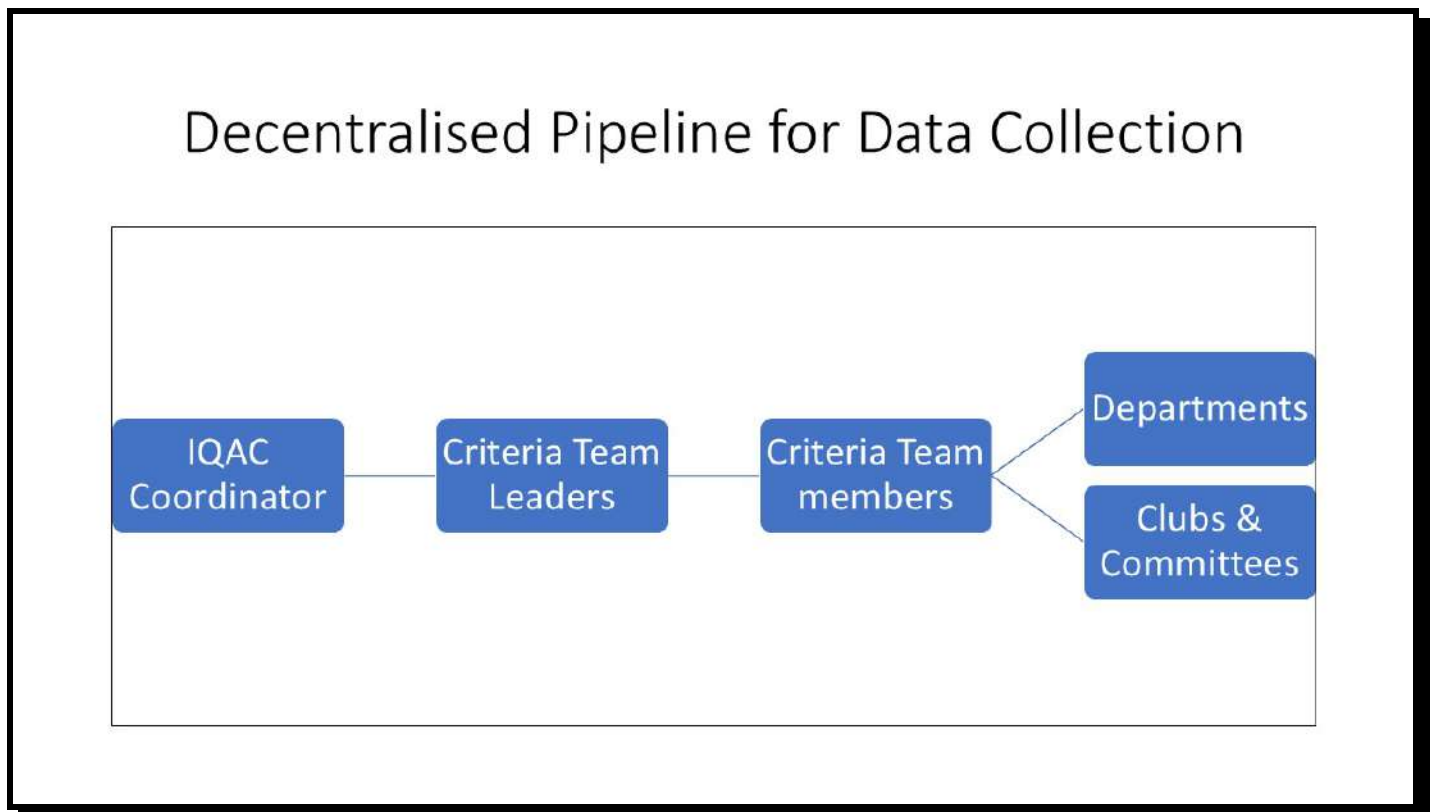 Decentralised Pipeline for Data Collection
IQAC
Coordinator
Criteria Team
Leaders
Criteria Team
members
Departments
Clubs &
Committees